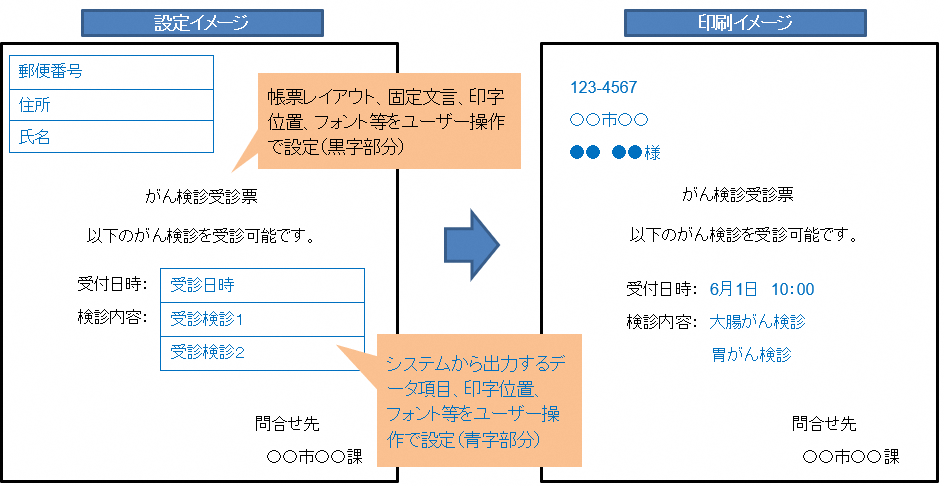 設定イメージ
郵便番号
住所
氏名
帳票レイアウト、固定文言、印字
位置、フォント等をユーザー操作
で設定(黒字部分)
がん検診受診票
以下のがん検診を受診可能です。
受付日時:
受診日時
検診内容:
受診検診1
受診検診2
システムから出力するデ
ータ項目、印字位置、
フォント等をユーザー操
作で設定(青字部分)
問合せ先
○○市○○課
印刷イメージ
123-4567
○○市○○
●● ●●様
がん検診受診票
以下のがん検診を受診可能です。
受付日時: 6月1日 10:00
検診内容: 大腸がん検診
胃がん検診
問合せ先
○○市○○課